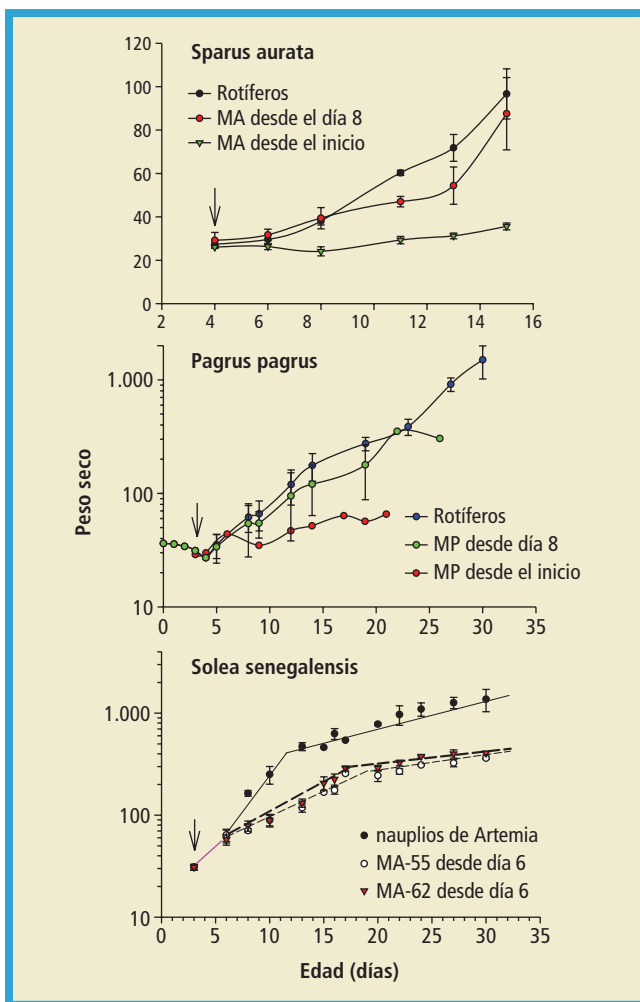 Sparus aurata
120
100
80
60
40
20
0
Rotíferos
MA desde el día 8
MA desde el inicio
2 4 6 8 10 12 14 16
Pagrus pagrus
1.000
100
10
Rotíferos
MP desde día 8
MP desde el inicio
0 5 10 15 20 25 30 35
Peso seco
Solea senegalensis
1.000
100
10
nauplios de Artemia
MA-55 desde día 6
MA-62 desde día 6
0 5 10 15 20 25 30 35
Edad (días)